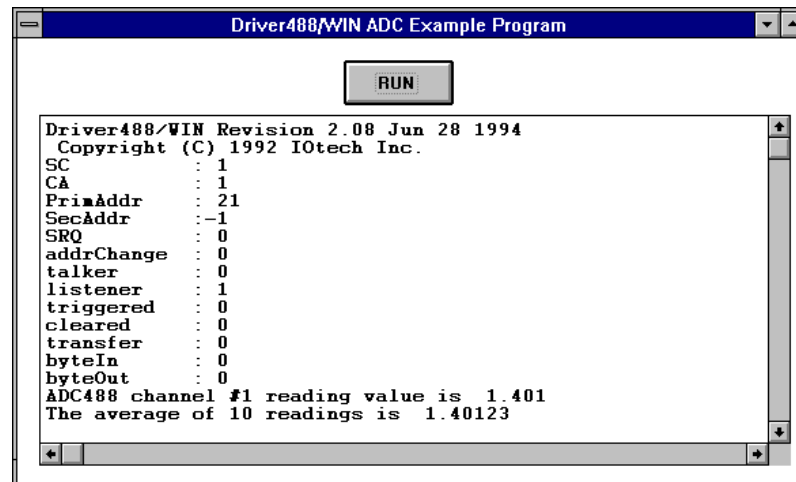 Driver488/WIN ADC Example Program
RUN
Driver488/WIN Revision 2.08 Jun 28 1994
Copyright (C) 1992 IOtech Inc.
SC : 1
CA : 1
PrimAddr : 21
SecAddr :-1
SRQ : 0
addrChange : 0
talker : 0
listener : 1
triggered : 0
cleared : 0
transfer : 0
byteIn : 0
byteOut : 0
ADC488 channel #1 reading value is 1.401
The average of 10 readings is 1.40123